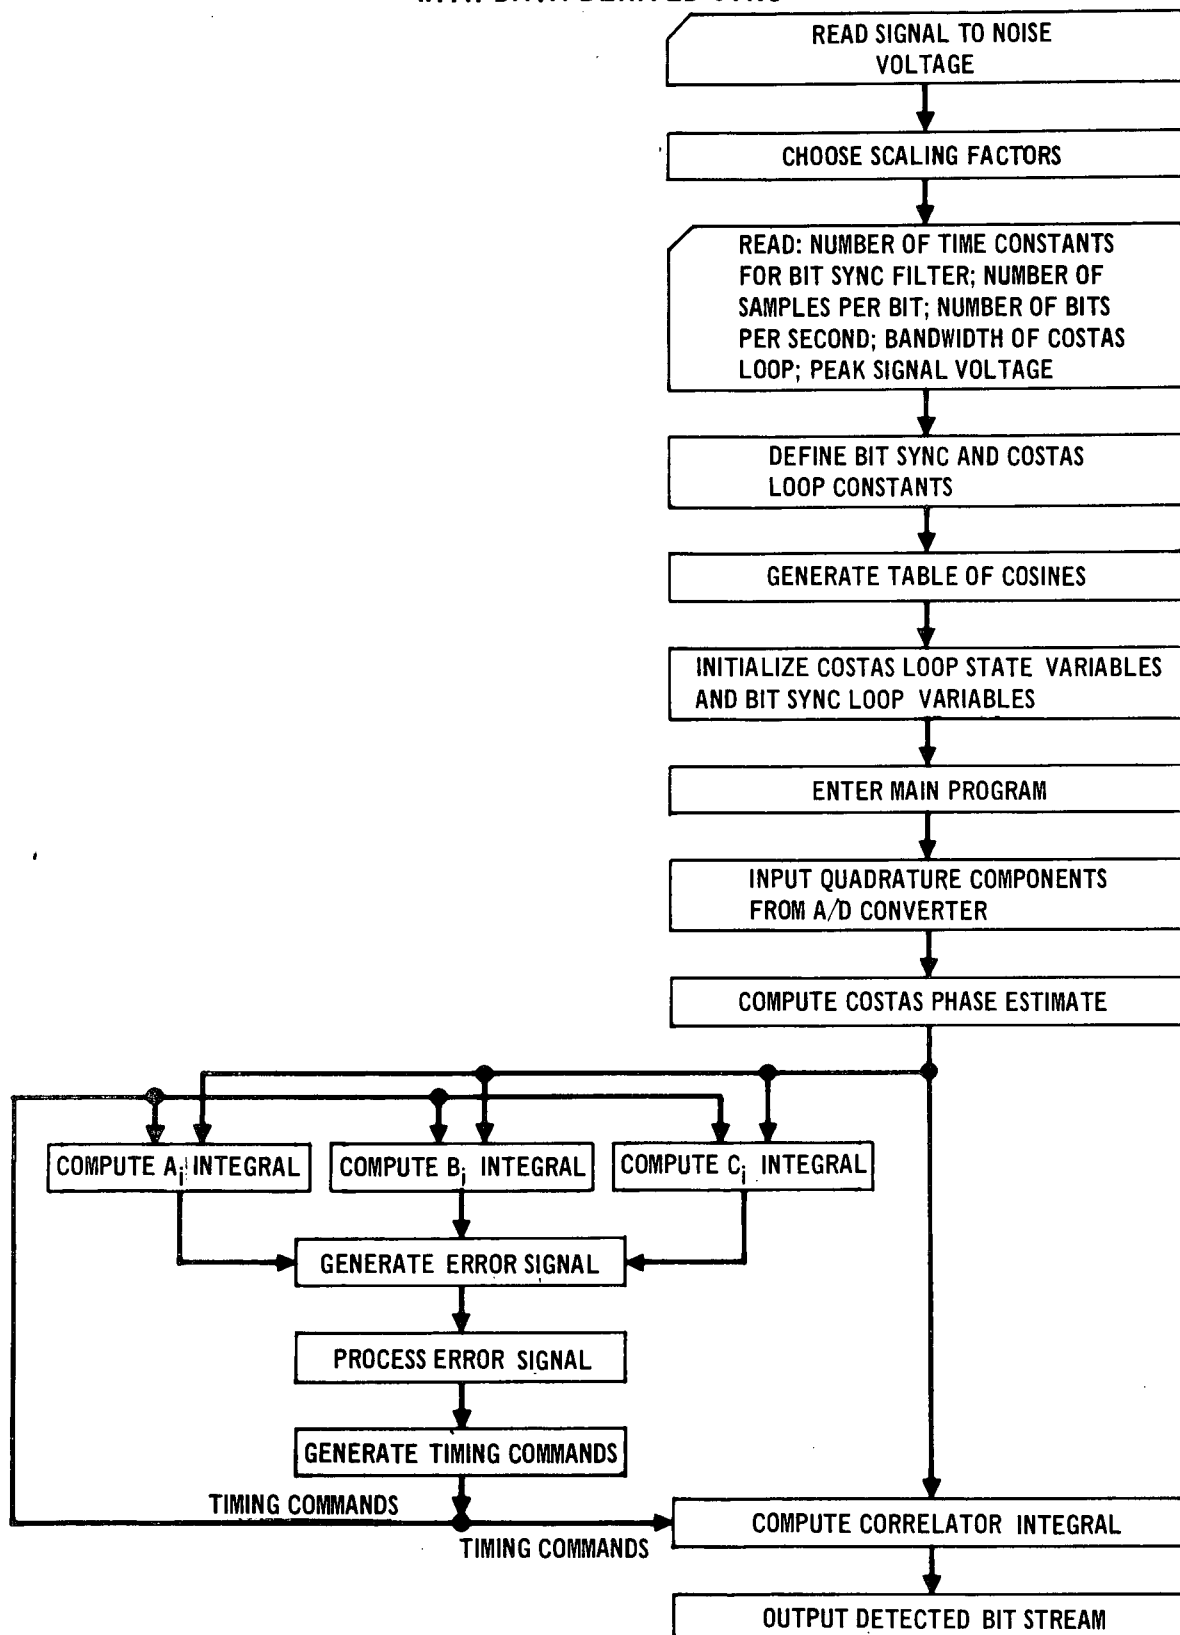 READ SIGNAL TO NOISE
VOLTAGE
CHOOSE SCALING FACTORS
READ: NUMBER OF TIME CONSTANTS
FOR BIT SYNC FILTER; NUMBER OF
SAMPLES PER BIT; NUMBER OF BITS
PER SECOND; BANDWIDTH OF COSTAS
LOOP; PEAK SIGNAL VOLTAGE
DEFINE BIT SYNC AND COSTAS
LOOP CONSTANTS
GENERATE TABLE OF COSINES
INITIALIZE COSTAS LOOP STATE VARIABLES
AND BIT SYNC LOOP VARIABLES
ENTER MAIN PROGRAM
INPUT QUADRATURE COMPONENTS
FROM A/D CONVERTER
COMPUTE COSTAS PHASE ESTIMATE
COMPUTE Ai INTEGRAL
COMPUTE Bi INTEGRAL
COMPUTE Ci INTEGRAL
GENERATE ERROR SIGNAL
PROCESS ERROR SIGNAL
GENERATE TIMING COMMANDS
TIMING COMMANDS
TIMING COMMANDS
COMPUTE CORRELATOR INTEGRAL
OUTPUT DETECTED BIT STREAM